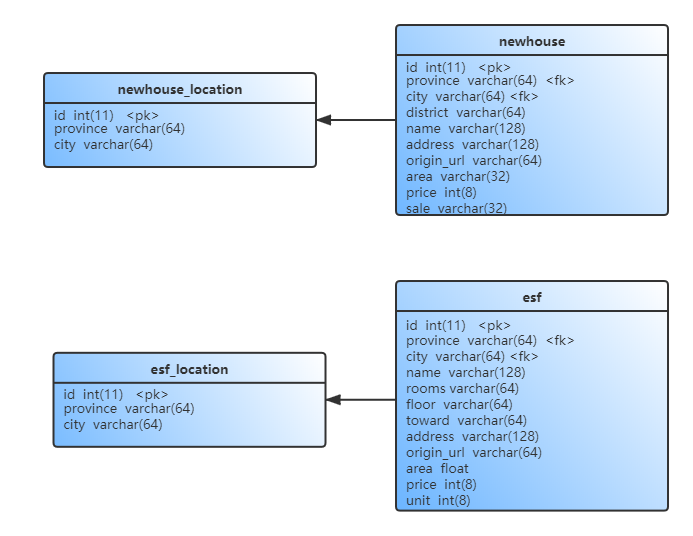 newhouse_location
id int(11) <pk>
province varchar(64)
city varchar(64)
newhouse
id int(11) <pk>
province varchar(64) <fk>
city varchar(64) <fk>
district varchar(64)
name varchar(128)
address varchar(128)
origin_url varchar(64)
area varchar(32)
price int(8)
sale varchar(32)
esf_location
id int(11) <pk>
province varchar(64)
city varchar(64)
esf
id int(11) <pk>
province varchar(64) <fk>
city varchar(64) <fk>
name varchar(128)
rooms varchar(64)
floor varchar(64)
toward varchar(64)
address varchar(128)
origin_url varchar(64)
area float
price int(8)
unit int(8)